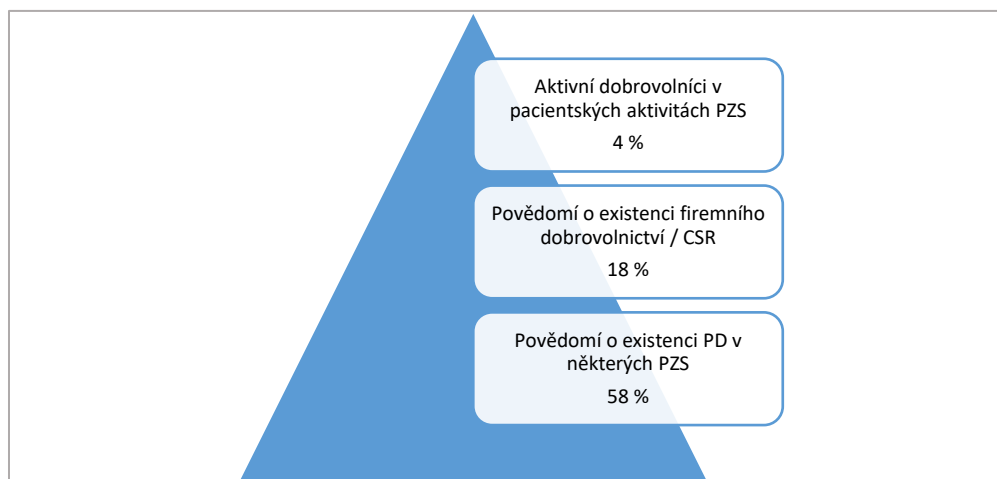 Aktivní dobrovolníci v
pacientských aktivitách PZS
4 %
Povědomí o existenci firemního
dobrovolnictví / CSR
18 %
Povědomí o existenci PD v
některých PZS
58 %